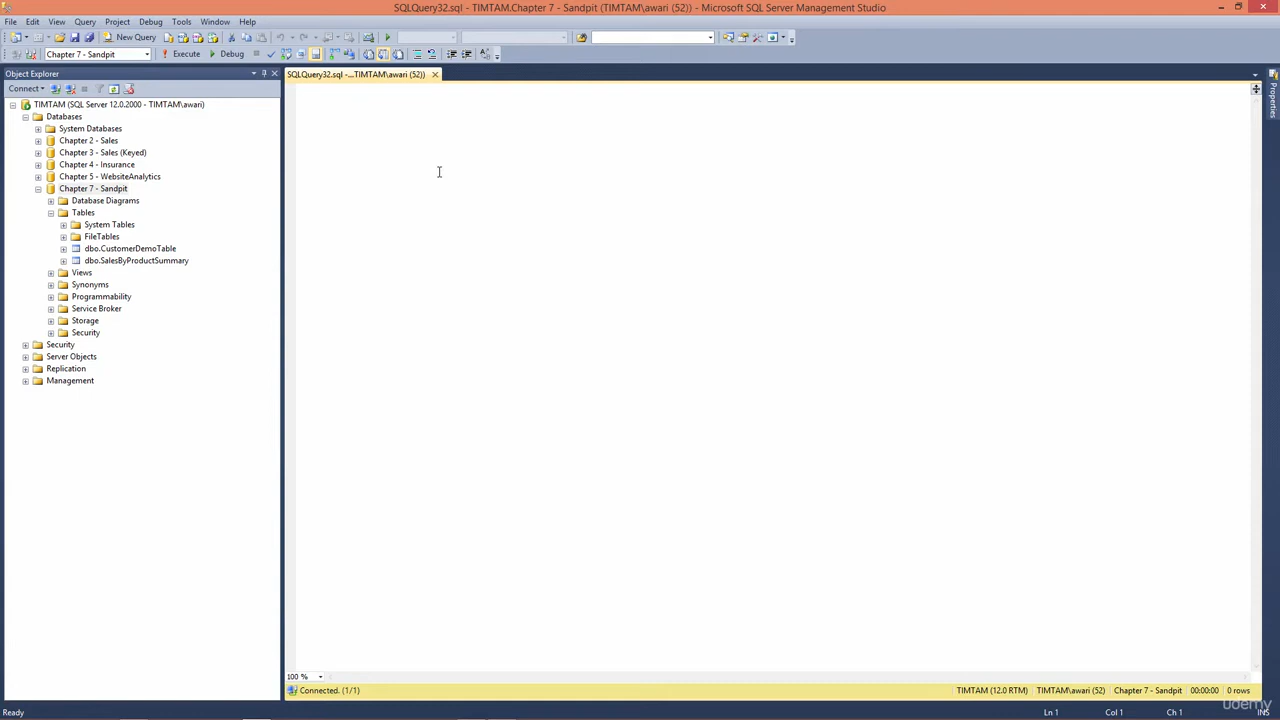 SQLQuery32.sql - TIMTAM.Chapter 7 - Sandpit (TIMTAM\awari (52)) - Microsoft SQL Server Management Studio
File Edit View Query Project Debug Tools Window Help
New Query
Chapter 7 - Sandpit Execute Debug
Object Explorer
SQLQuery32.sql -...TIMTAM\awari (52))
Connect
Properties
TIMTAM (SQL Server 12.0.2000 - TIMTAM\awari)
Databases
System Databases
Chapter 2 - Sales
Chapter 3 - Sales (Keyed)
Chapter 4 - Insurance
Chapter 5 - WebsiteAnalytics
Chapter 7 - Sandpit
Database Diagrams
Tables
System Tables
FileTables
dbo.CustomerDemoTable
dbo.SalesByProductSummary
Views
Synonyms
Programmability
Service Broker
Storage
Security
Security
Server Objects
Replication
Management
100 %
Connected. (1/1) TIMTAM (12.0 RTM) TIMTAM\awari (52) Chapter 7 - Sandpit 00:00:00 0 rows
udemy
Ready Ln 1 Col 1 Ch 1 INS